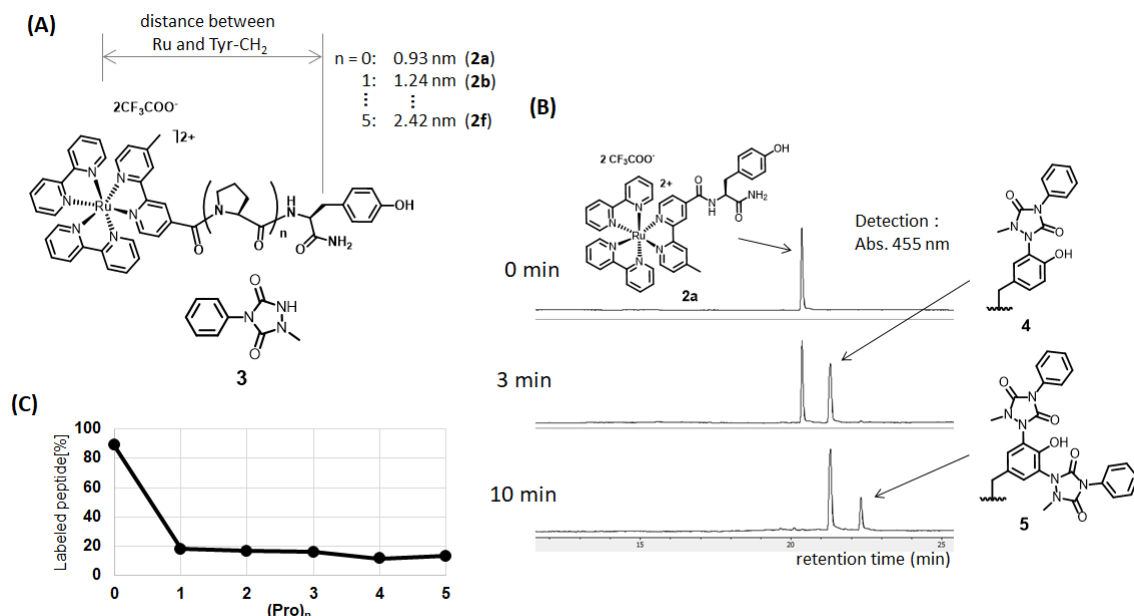 (A)
distance between
Ru and Tyr-CH2
n = 0: 0.93 nm (2a)
1: 1.24 nm (2b)
⋮ ⋮
5: 2.42 nm (2f)
2CF3COO-
]2+
N
N
N
Ru
N
N
N
O
N
O
n
H
N
O
NH2
OH
O
N
NH
N
O
3
(B)
2 CF3COO-
2+
N
N
N
Ru
N
N
N
O
N
H
O
NH2
OH
2a
Detection :
Abs. 455 nm
0 min
3 min
10 min
15
20
25
retention time (min)
O
N
N
O
N
OH
4
O
N
N
O
N
OH
O
N
N
N
O
5
(C)
Labeled peptide[%]
100
80
60
40
20
0
0 1 2 3 4 5
(Pro)n